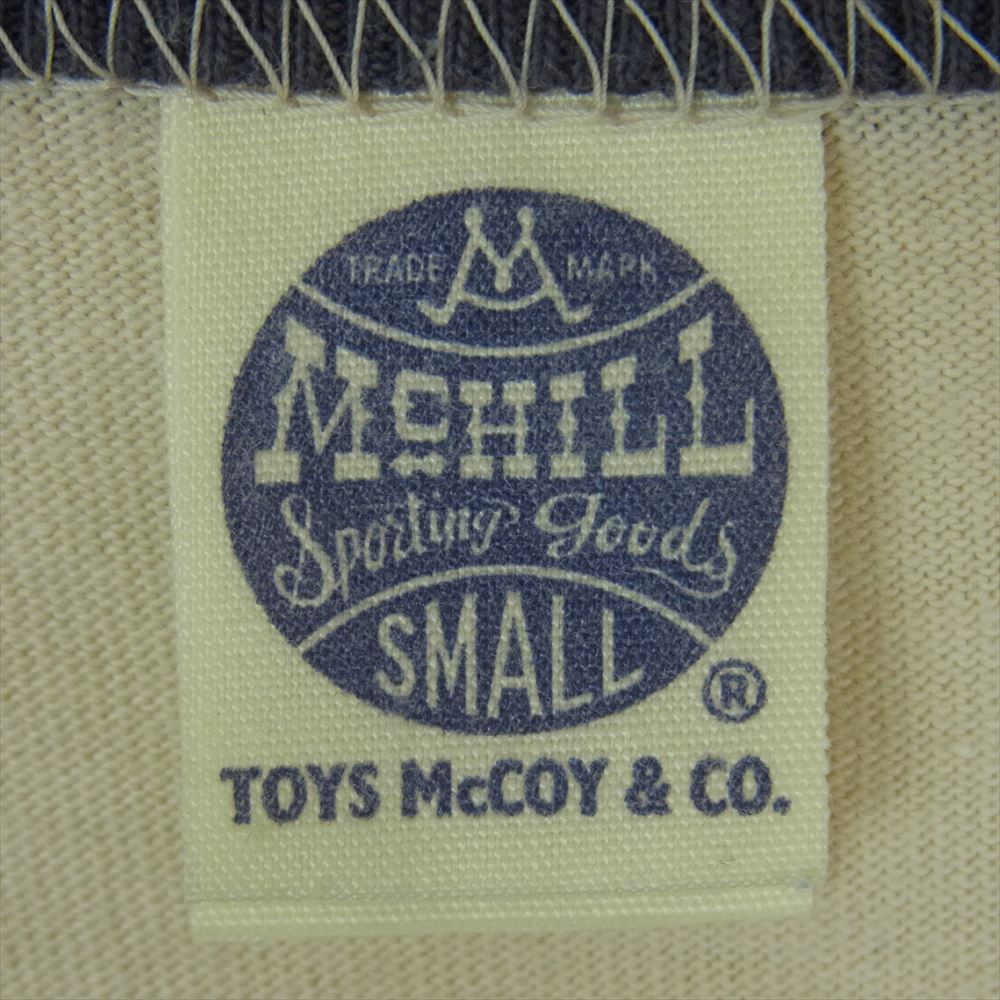 TRADE MARK
McHILL
Sporting Goods
SMALL
®
TOYS McCOY & CO.